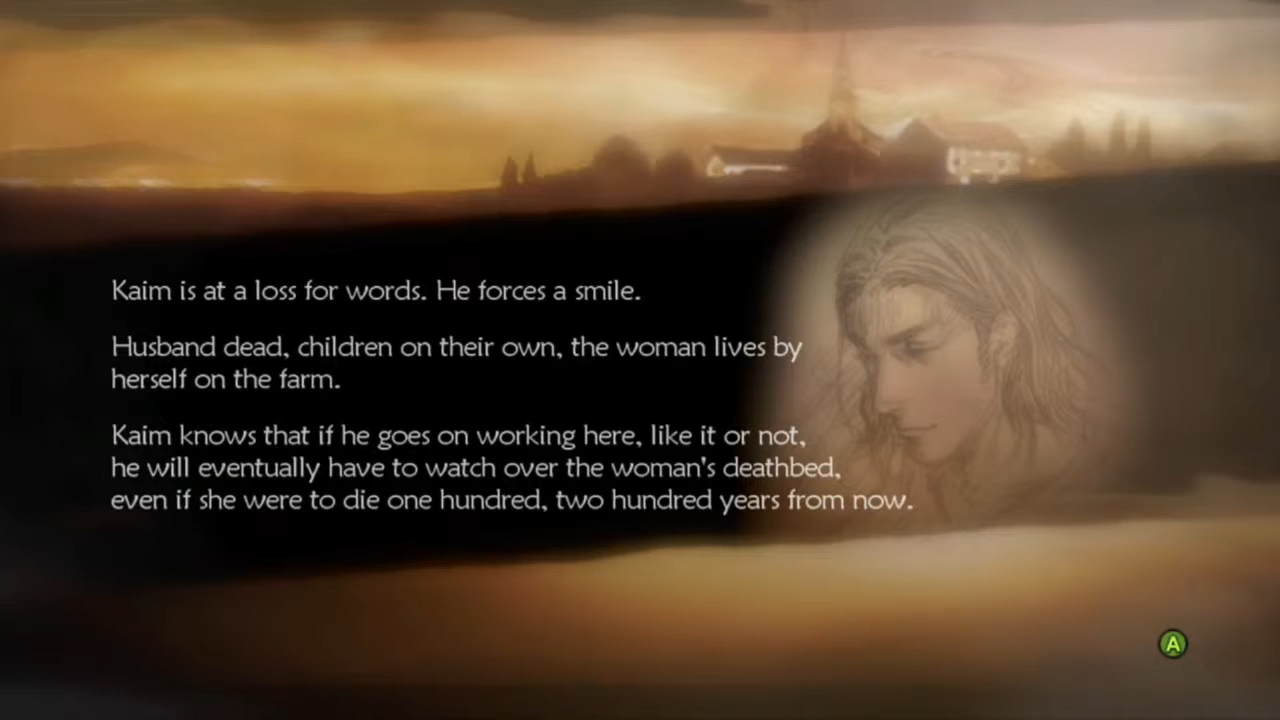 Kaim is at a loss for words. He forces a smile.
Husband dead, children on their own, the woman lives by
herself on the farm.
Kaim knows that if he goes on working here, like it or not,
he will eventually have to watch over the woman's deathbed,
even if she were to die one hundred, two hundred years from now.
A